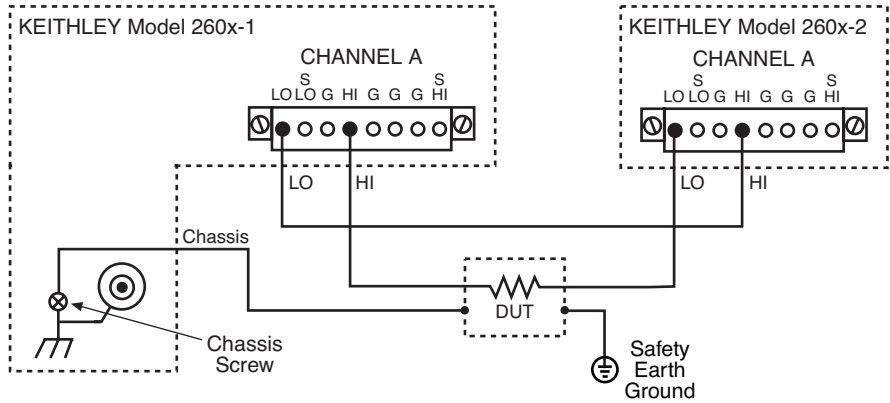 KEITHLEY Model 260x-1
KEITHLEY Model 260x-2
CHANNEL A
S S
LO LO G HI G G G HI
CHANNEL A
S S
LO LO G HI G G G HI
LO HI
LO HI
Chassis
DUT
Chassis
Screw
Safety
Earth
Ground